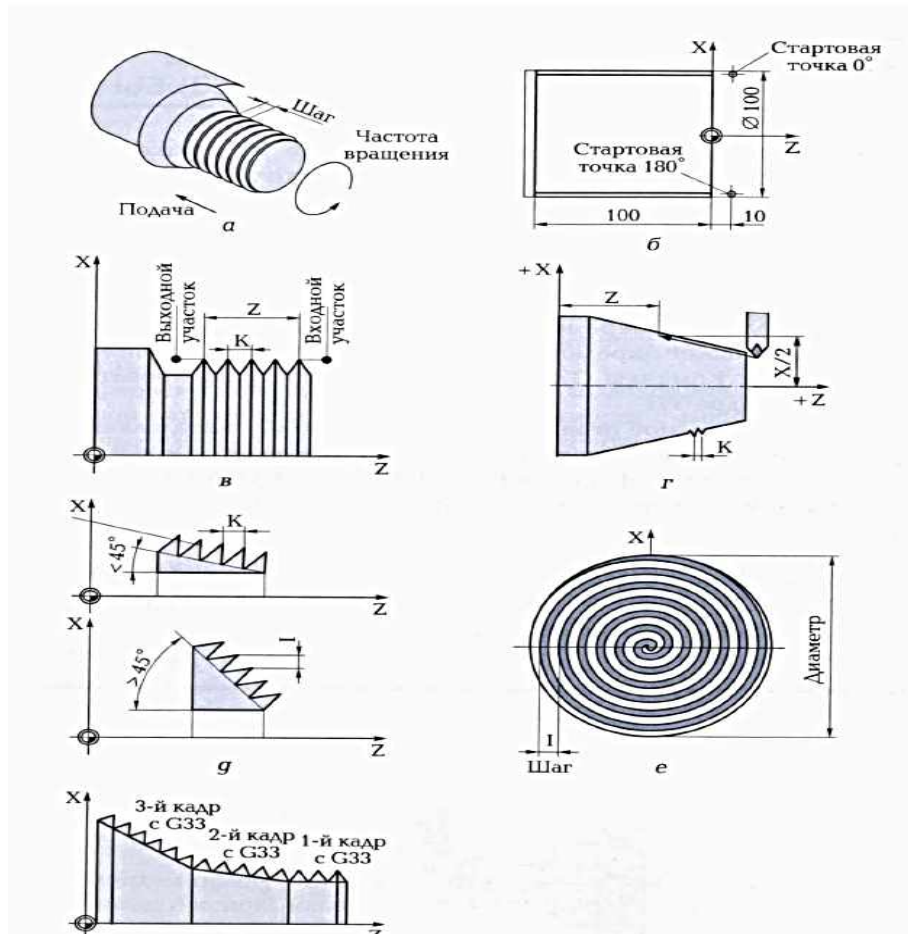 Шаг
Частота
вращения
Подача
а
X
Стартовая
точка 0°
Ø 100
Z
Стартовая
точка 180°
100
10
б
X
Выходной
участок
Z
K
Входной
участок
Z
в
+X
Z
X/2
+Z
K
г
X
K
<45°
Z
X
I
>45°
Z
д
X
Диаметр
I
Шаг
е
X
3-й кадр
с G33
2-й кадр
с G33
1-й кадр
с G33
Z